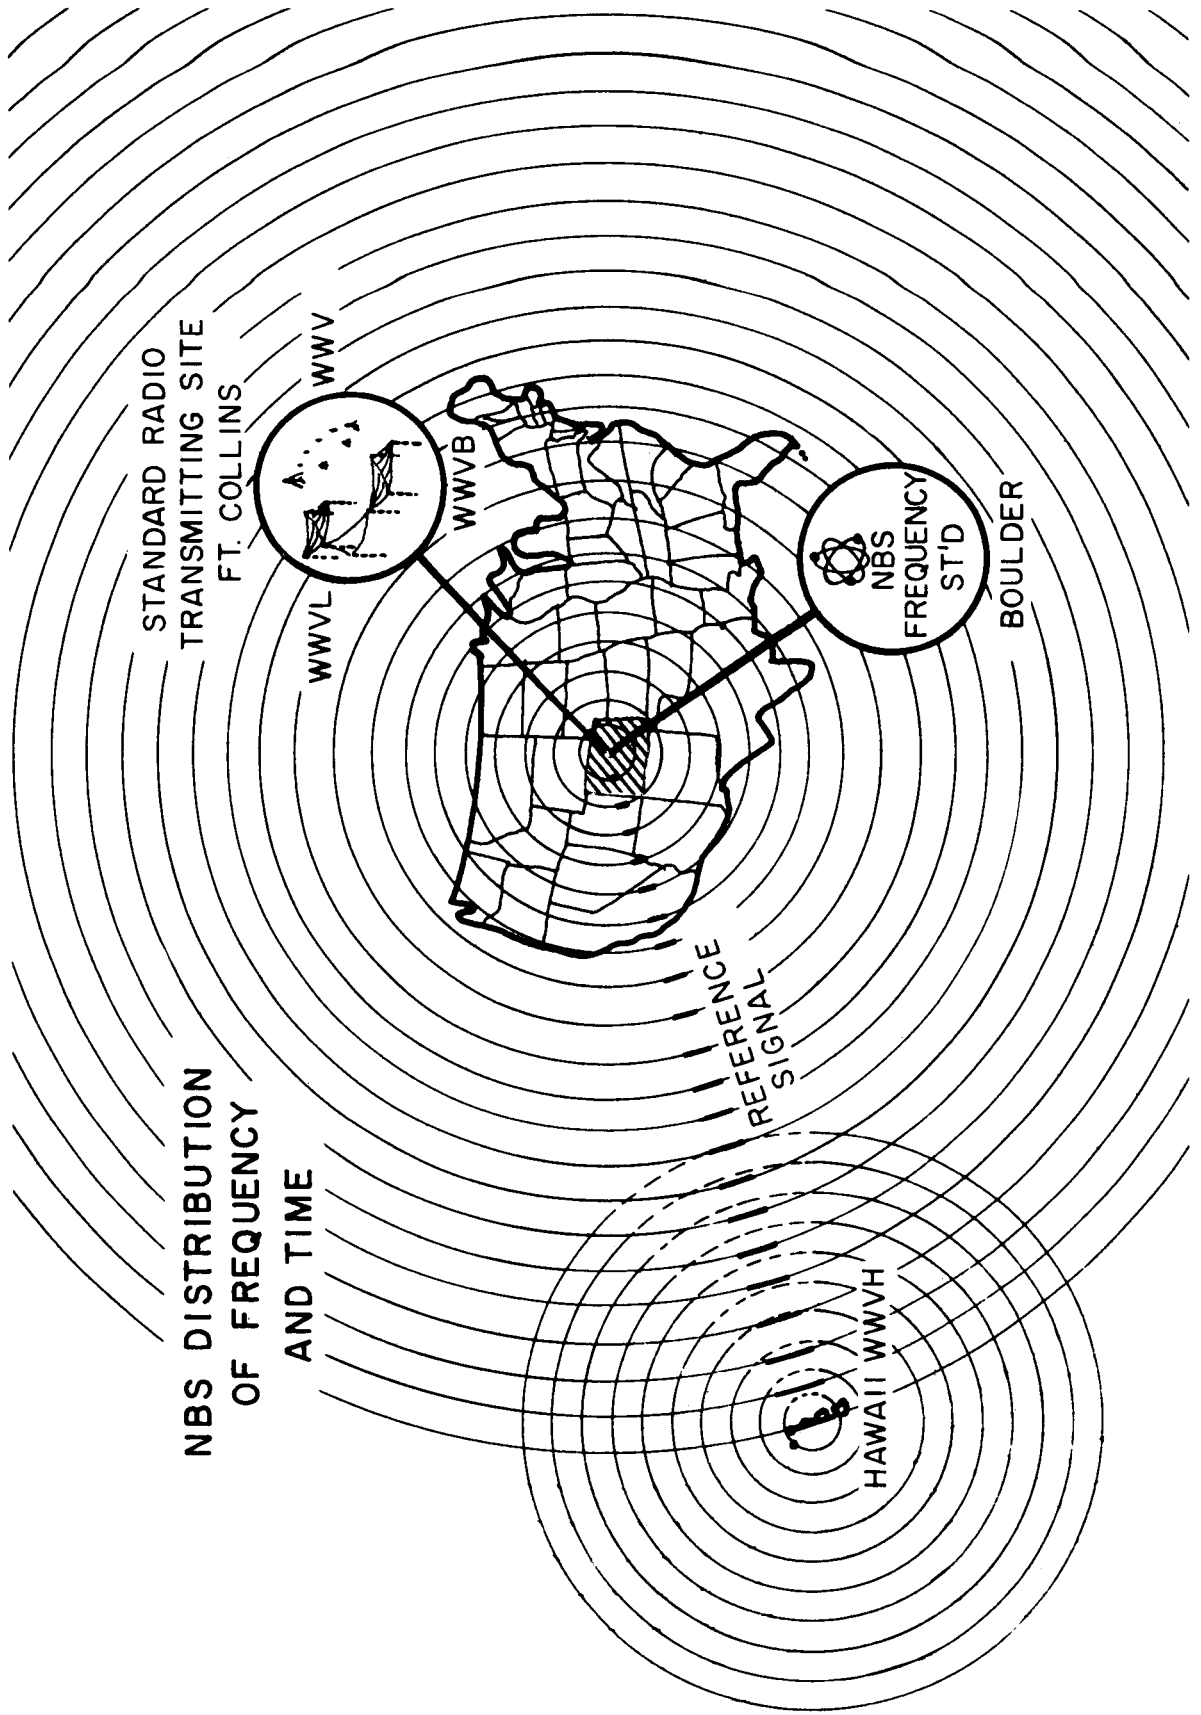 NBS DISTRIBUTION
OF FREQUENCY
AND TIME
STANDARD RADIO
TRANSMITTING SITE
FT. COLLINS
WWVL
WWV
WWVB
REFERENCE
SIGNAL
NBS
FREQUENCY
ST'D
BOULDER
HAWAII WWVH